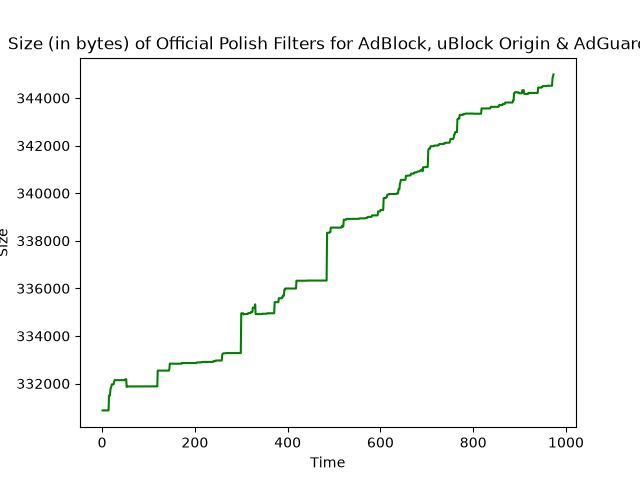 Size (in bytes) of Official Polish Filters for AdBlock, uBlock Origin & AdGuard
344000
342000
340000
338000
336000
334000
332000
Size
0 200 400 600 800 1000
Time